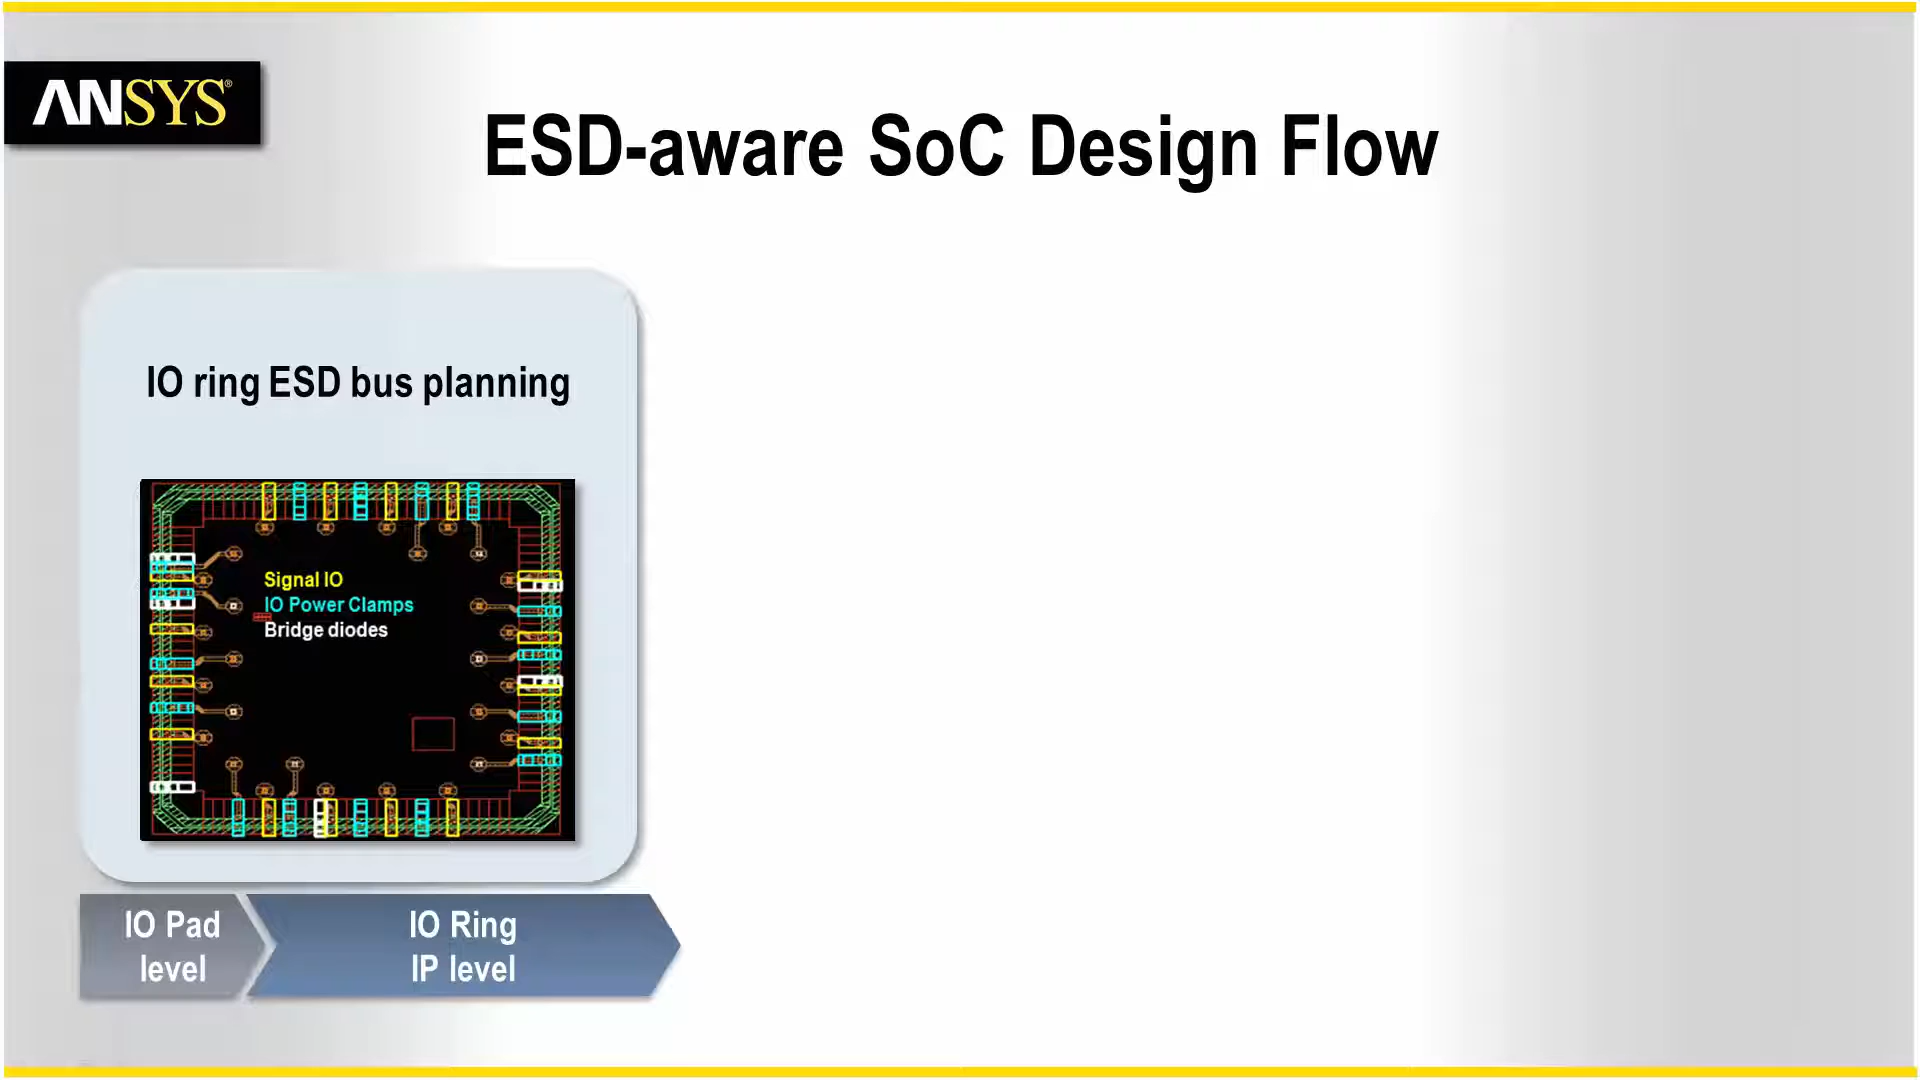 ANSYS®
ESD-aware SoC Design Flow
IO ring ESD bus planning
Signal IO
IO Power Clamps
Bridge diodes
IO Pad
level
IO Ring
IP level